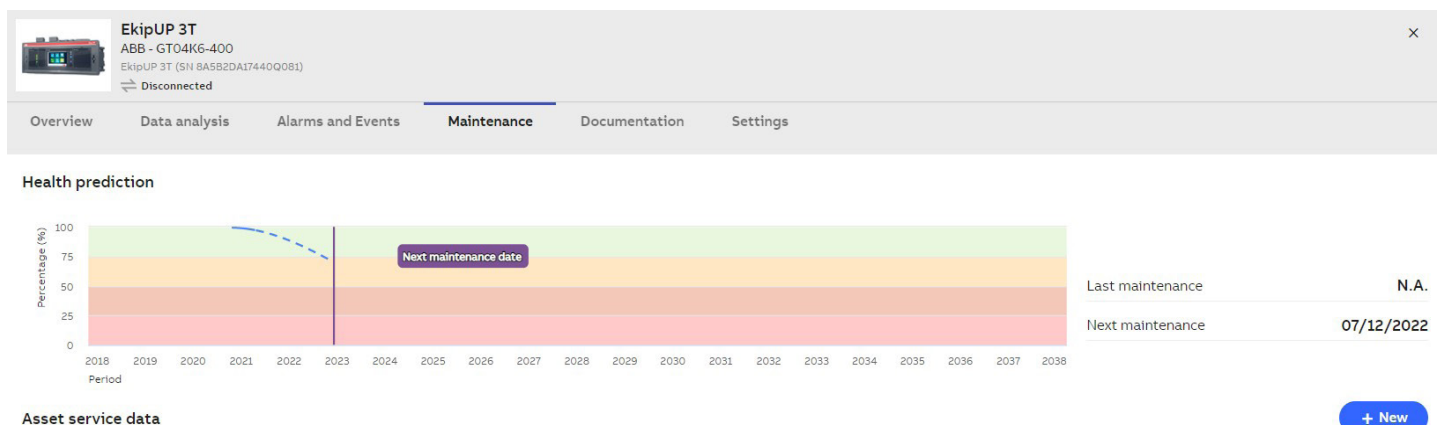 EkipUP 3T
ABB - GT04K6-400
EkipUP 3T (SN 8A5B2DA17440Q081)
Disconnected
×
Overview Data analysis Alarms and Events Maintenance Documentation Settings
Health prediction
Percentage (%)
100
75
50
25
0
Next maintenance date
2018 2019 2020 2021 2022 2023 2024 2025 2026 2027 2028 2029 2030 2031 2032 2033 2034 2035 2036 2037 2038
Period
Last maintenance N.A.
Next maintenance 07/12/2022
Asset service data
+ New